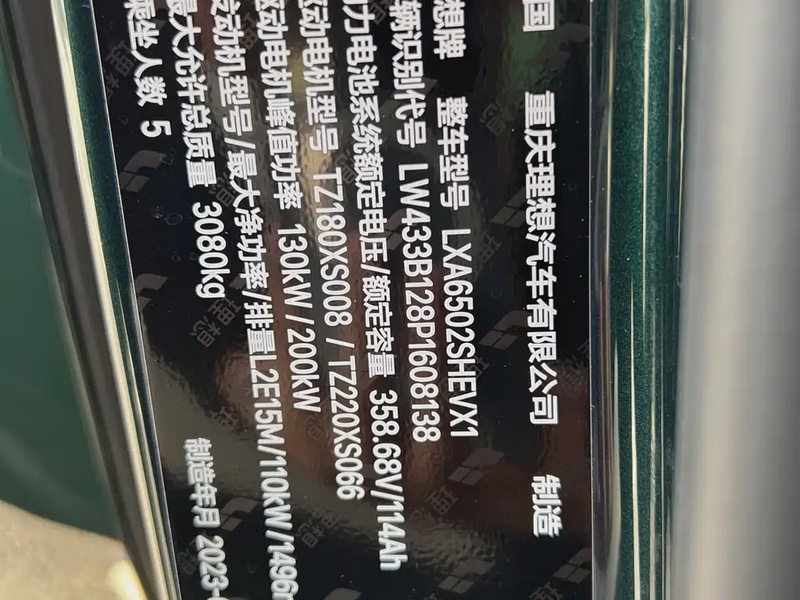 国 重庆理想汽车有限公司 制造
想牌 整车型号 LXA6502SHEVX1
辆识别代号 LW433B128P1608138
力电池系统额定电压/额定容量 358.68V/114Ah
动电机型号 TZ180XS008 / TZ220XS066
动电机峰值功率 130kW / 200kW
发动机型号/最大净功率/排量L2E15M/110kW/1496m
最大允许总质量 3080kg
乘坐人数 5 制造年月 2023-